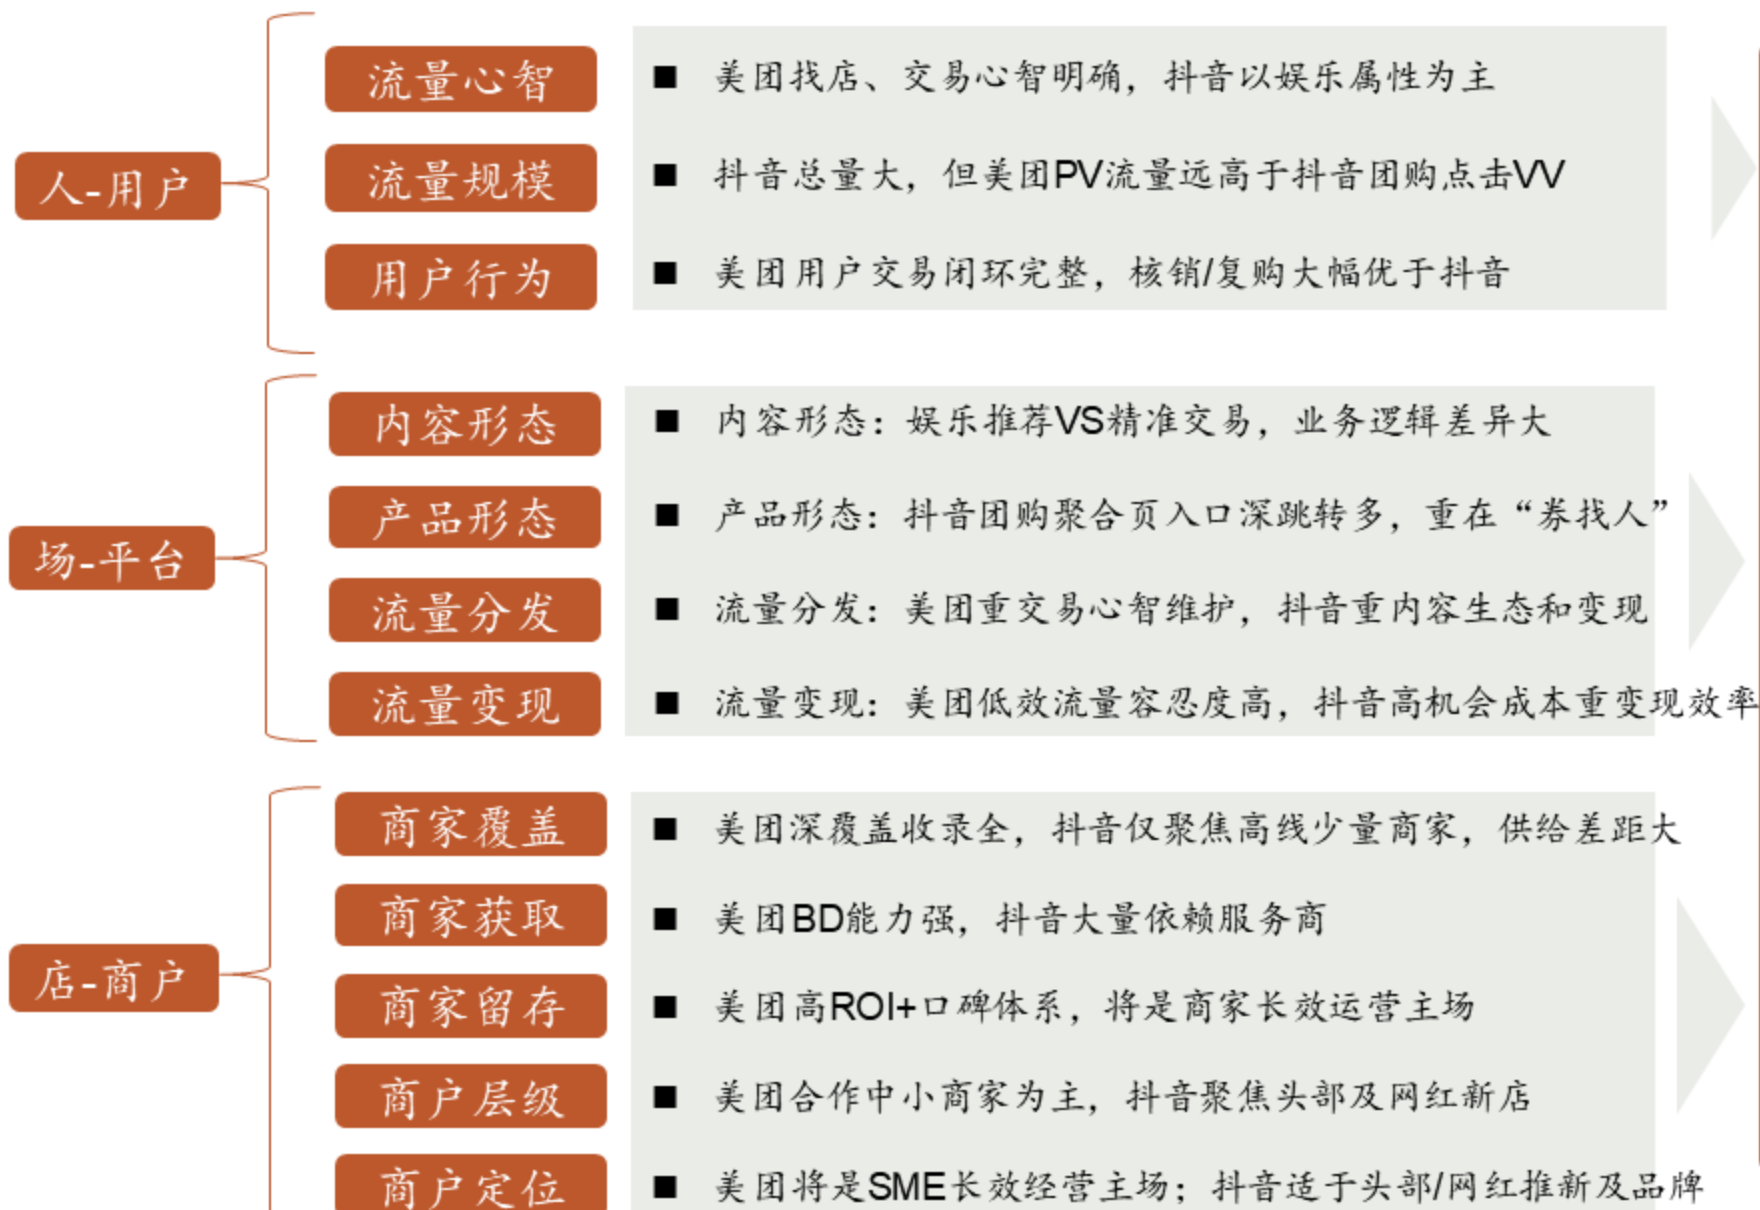 人-用户
流量心智
美团找店、交易心智明确，抖音以娱乐属性为主
流量规模
抖音总量大，但美团PV流量远高于抖音团购点击VV
用户行为
美团用户交易闭环完整，核销/复购大幅优于抖音
场-平台
内容形态
内容形态：娱乐推荐VS精准交易，业务逻辑差异大
产品形态
产品形态：抖音团购聚合页入口深跳转多，重在“券找人”
流量分发
流量分发：美团重交易心智维护，抖音重内容生态和变现
流量变现
流量变现：美团低效流量容忍度高，抖音高机会成本重变现效率
店-商户
商家覆盖
美团深覆盖收录全，抖音仅聚焦高线少量商家，供给差距大
商家获取
美团BD能力强，抖音大量依赖服务商
商家留存
美团高ROI+口碑体系，将是商家长效运营主场
商户层级
美团合作中小商家为主，抖音聚焦头部及网红新店
商户定位
美团将是SME长效经营主场；抖音适于头部/网红推新及品牌